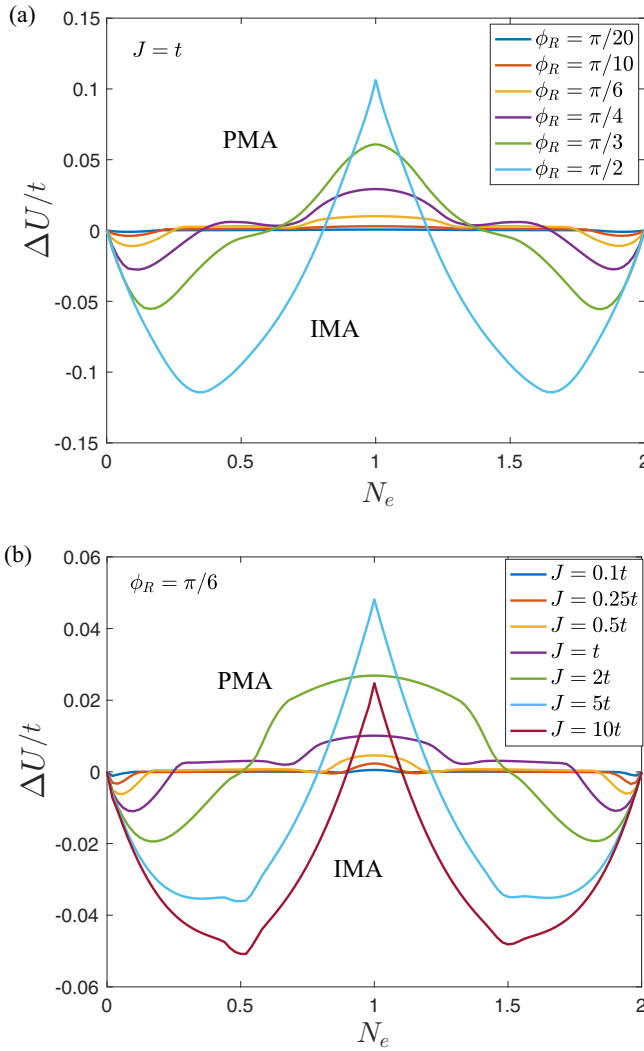 (a)
J = t
ϕ_R = π/20
ϕ_R = π/10
ϕ_R = π/6
ϕ_R = π/4
ϕ_R = π/3
ϕ_R = π/2
PMA
IMA
ΔU/t
0.15
0.1
0.05
0
-0.05
-0.1
-0.15
0
0.5
1
1.5
2
N_e
(b)
ϕ_R = π/6
J = 0.1t
J = 0.25t
J = 0.5t
J = t
J = 2t
J = 5t
J = 10t
PMA
IMA
ΔU/t
0.06
0.04
0.02
0
-0.02
-0.04
-0.06
0
0.5
1
1.5
2
N_e